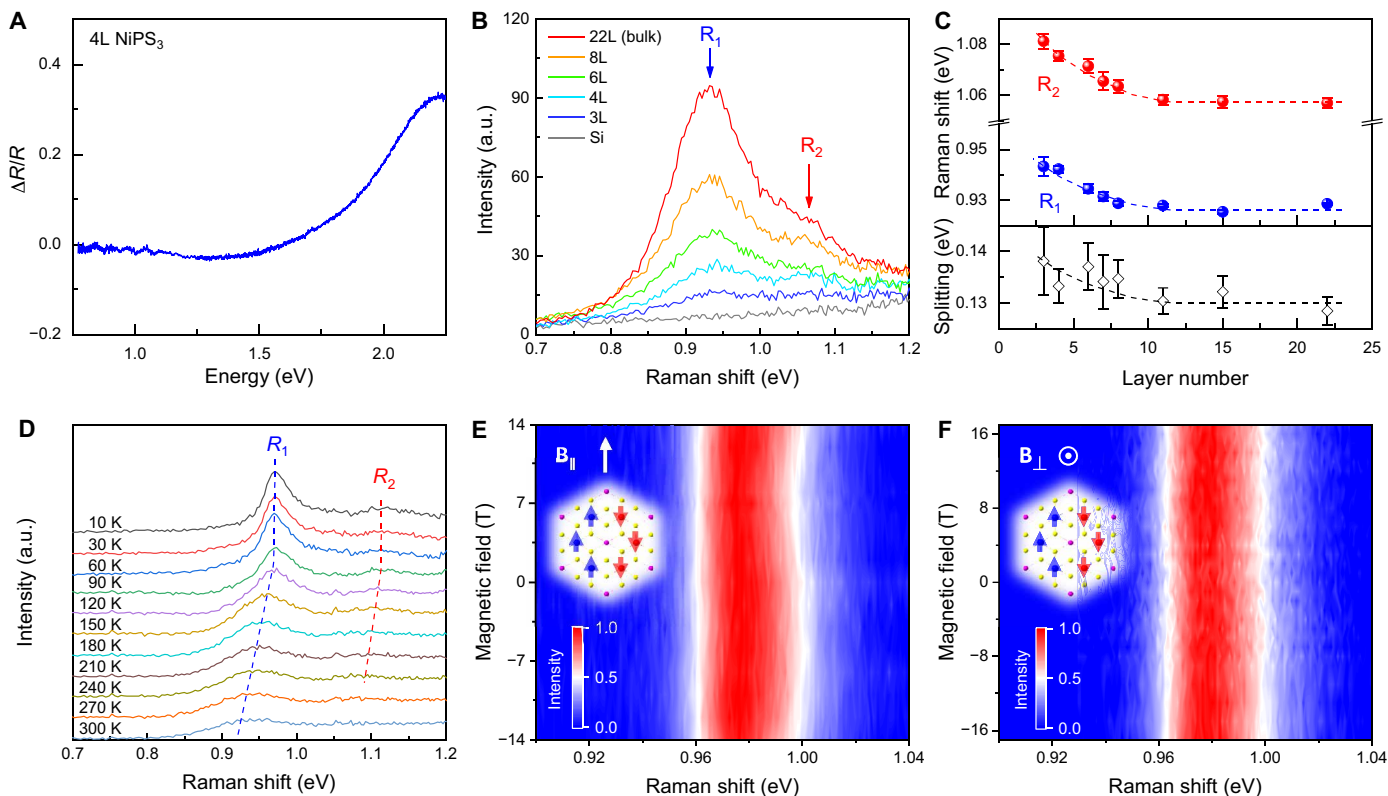 A
4L NiPS₃
0.4
0.2
0.0
−0.2
ΔR/R
1.0 1.5 2.0
Energy (eV)
B
120
90
60
30
0
Intensity (a.u.)
22L (bulk)
8L
6L
4L
3L
Si
R₁
R₂
0.7 0.8 0.9 1.0 1.1 1.2
Raman shift (eV)
C
1.08
1.06
0.95
0.93
0.14
0.13
Raman shift (eV)
Splitting (eV)
R₂
R₁
0 5 10 15 20 25
Layer number
D
R₁
R₂
10 K
30 K
60 K
90 K
120 K
150 K
180 K
210 K
240 K
270 K
300 K
Intensity (a.u.)
0.7 0.8 0.9 1.0 1.1 1.2
Raman shift (eV)
E
14
7
0
−7
−14
Magnetic field (T)
B∥
Intensity
1.0
0.5
0.0
0.92 0.96 1.00 1.04
Raman shift (eV)
F
16
8
0
−8
−16
Magnetic field (T)
B⊥
Intensity
1.0
0.5
0.0
0.92 0.96 1.00 1.04
Raman shift (eV)